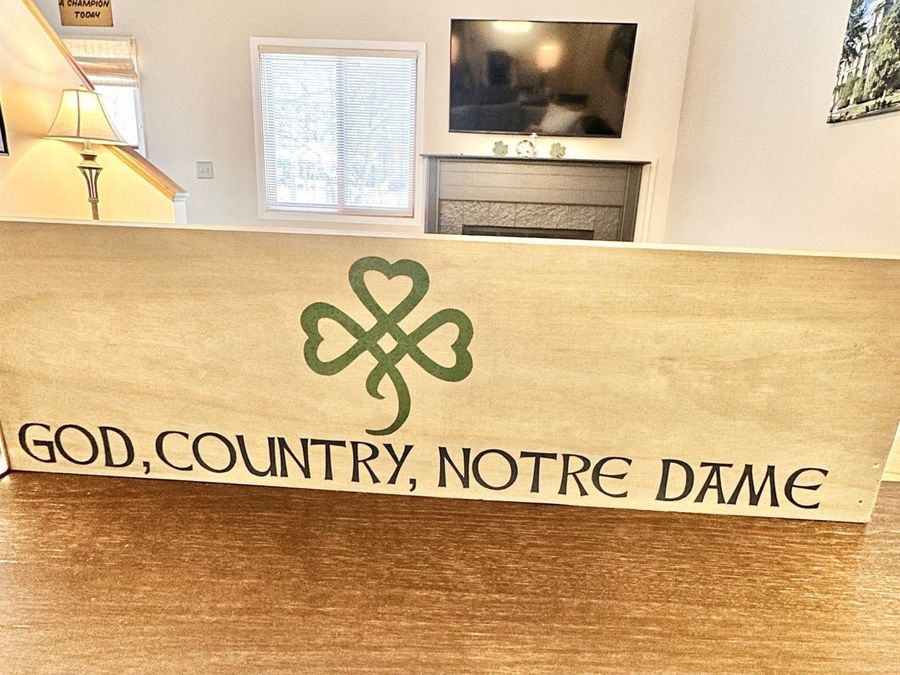 A CHAMPION
TODAY
GOD, COUNTRY, NOTRE DAME